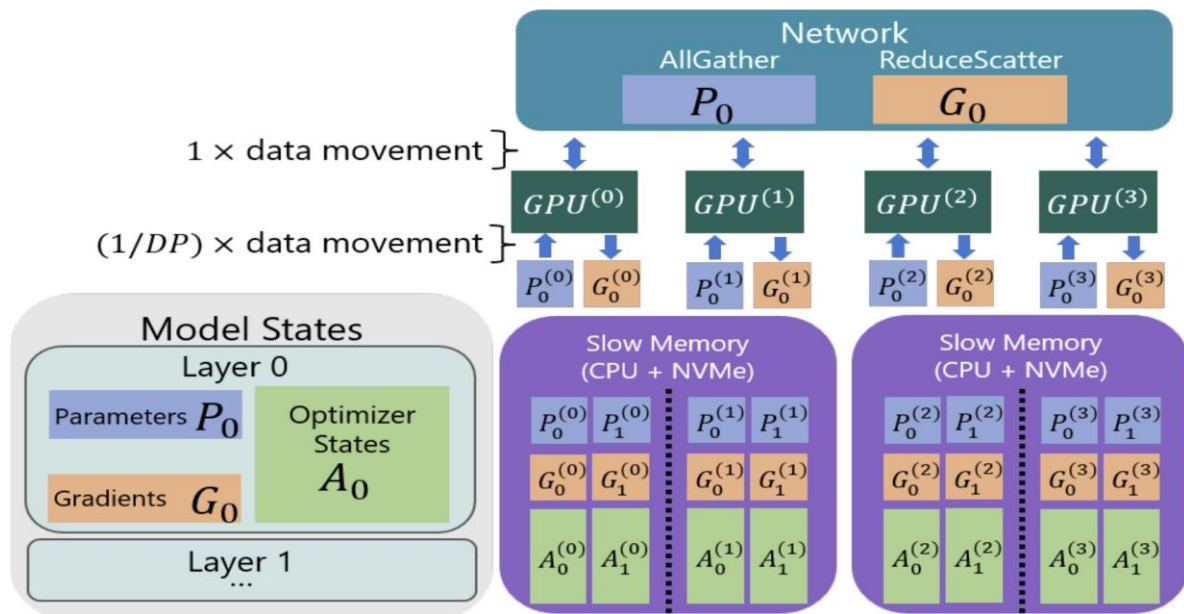 Network
AllGather ReduceScatter
P₀ G₀
1 × data movement
GPU⁽⁰⁾ GPU⁽¹⁾ GPU⁽²⁾ GPU⁽³⁾
(1/DP) × data movement
P₀⁽⁰⁾ G₀⁽⁰⁾ P₀⁽¹⁾ G₀⁽¹⁾ P₀⁽²⁾ G₀⁽²⁾ P₀⁽³⁾ G₀⁽³⁾
Model States
Layer 0
Parameters P₀
Optimizer
States
A₀
Gradients G₀
Layer 1
...
Slow Memory
(CPU + NVMe)
P₀⁽⁰⁾ P₁⁽⁰⁾ P₀⁽¹⁾ P₁⁽¹⁾
G₀⁽⁰⁾ G₁⁽⁰⁾ G₀⁽¹⁾ G₁⁽¹⁾
A₀⁽⁰⁾ A₁⁽⁰⁾ A₀⁽¹⁾ A₁⁽¹⁾
Slow Memory
(CPU + NVMe)
P₀⁽²⁾ P₁⁽²⁾ P₀⁽³⁾ P₁⁽³⁾
G₀⁽²⁾ G₁⁽²⁾ G₀⁽³⁾ G₁⁽³⁾
A₀⁽²⁾ A₁⁽²⁾ A₀⁽³⁾ A₁⁽³⁾